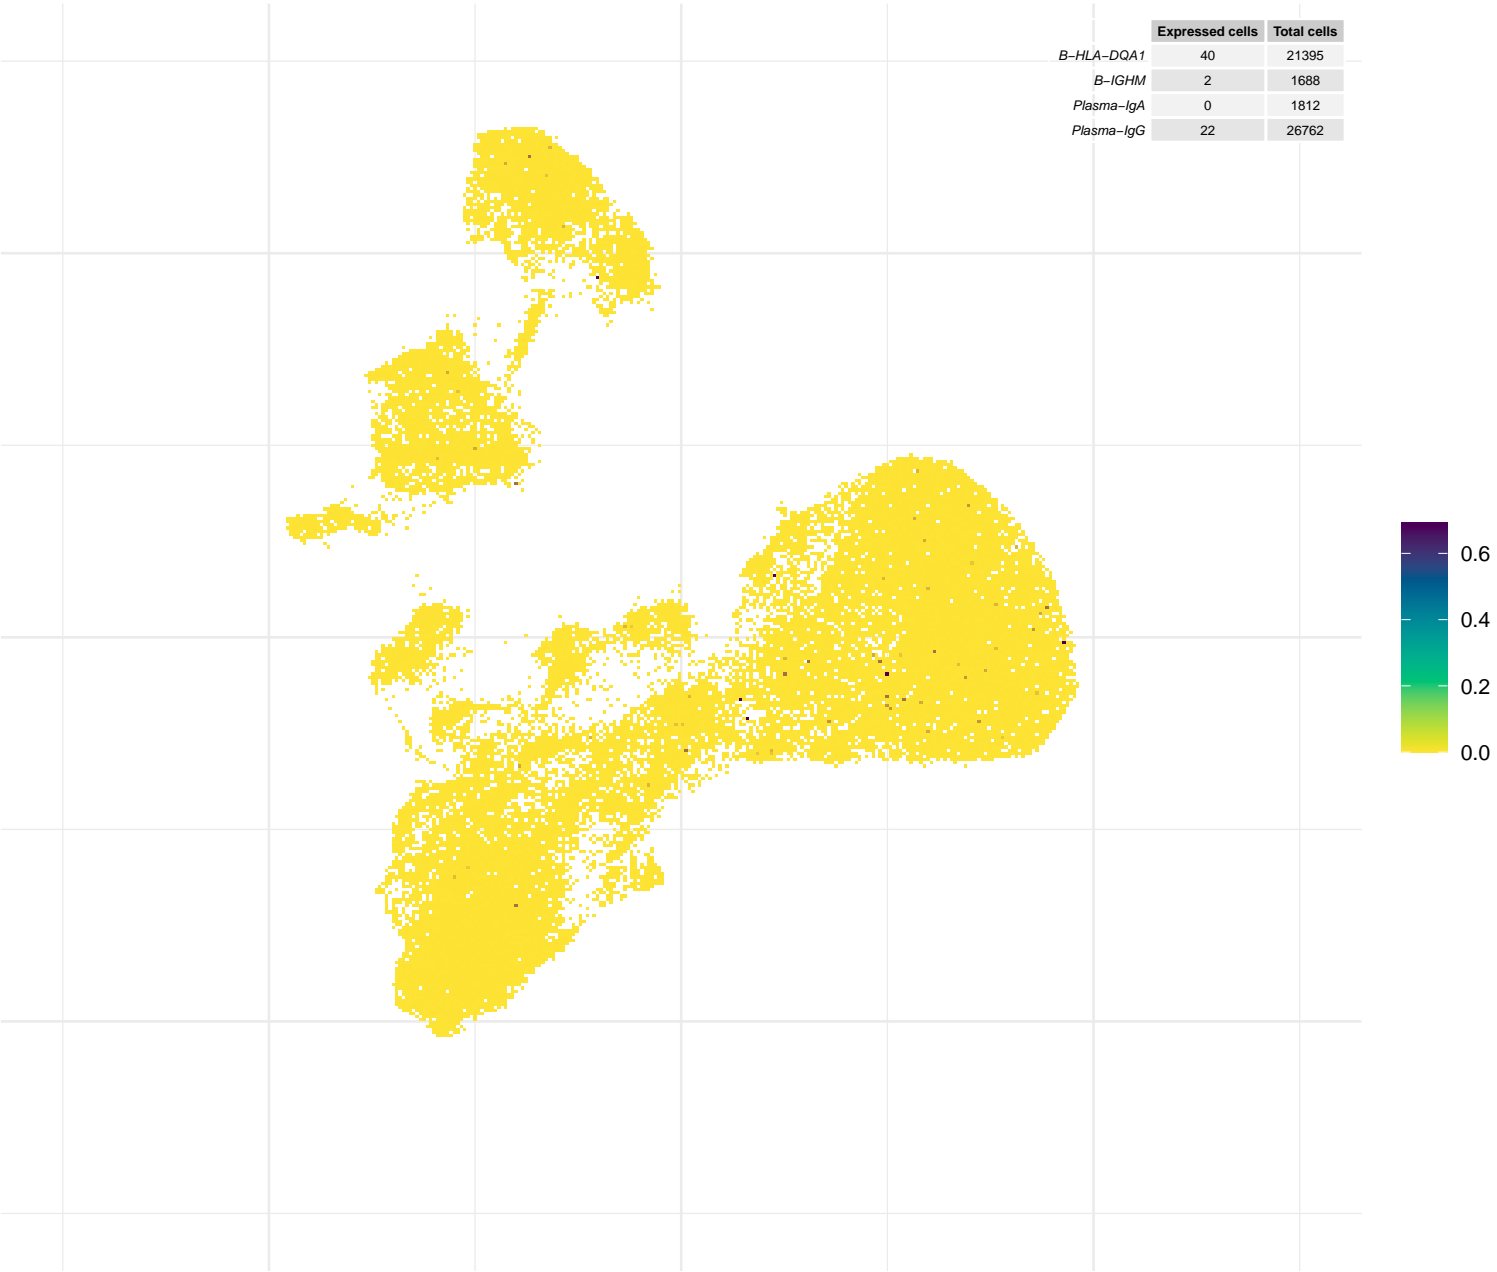 Expressed cells Total cells
B−HLA−DQA1 40 21395
B−IGHM 2 1688
Plasma−IgA 0 1812
Plasma−IgG 22 26762
0.6
0.4
0.2
0.0